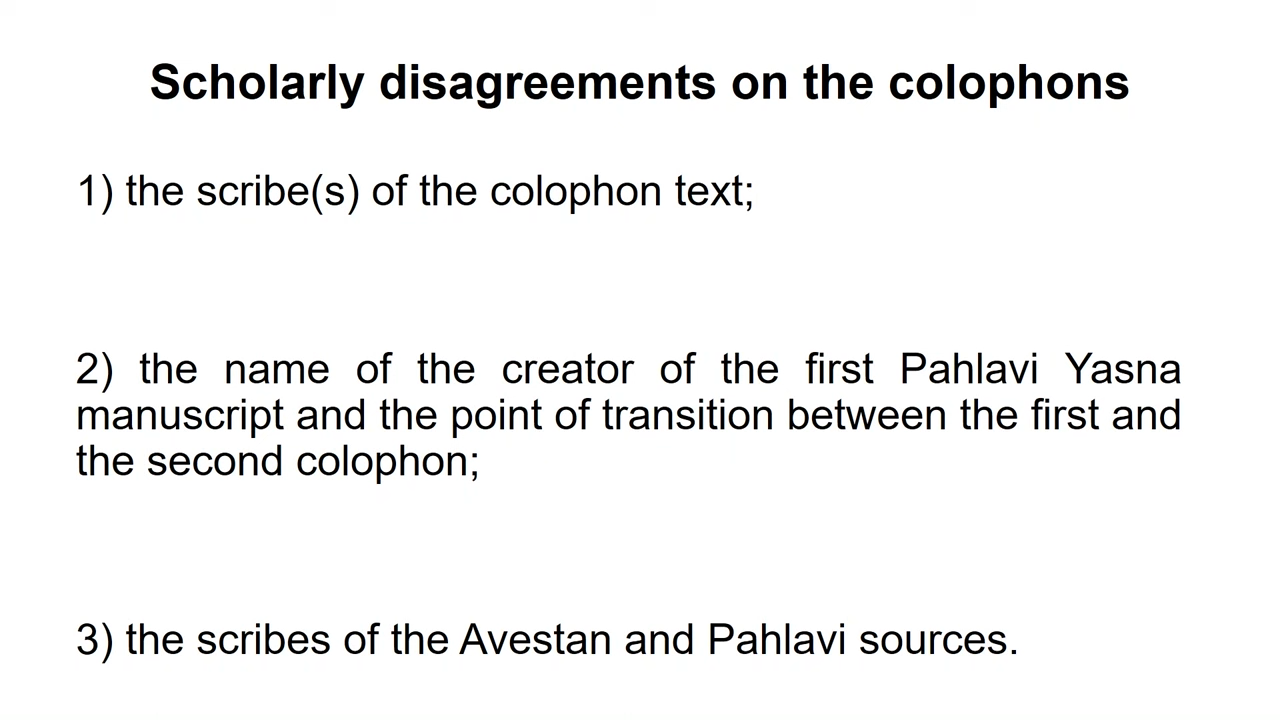 Scholarly disagreements on the colophons
1) the scribe(s) of the colophon text;
2) the name of the creator of the first Pahlavi Yasna
manuscript and the point of transition between the first and
the second colophon;
3) the scribes of the Avestan and Pahlavi sources.